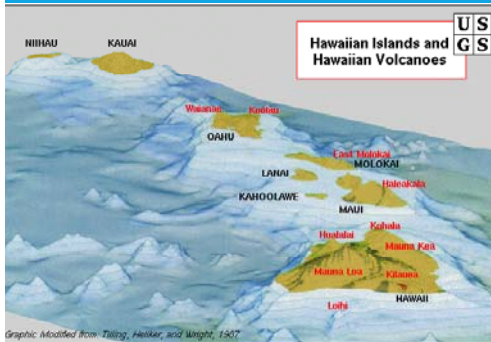 Hawaiian Islands and
Hawaiian Volcanoes
U S
G S
NIIHAU
KAUAI
Waianae
Koolau
OAHU
East Molokai
MOLOKAI
LANAI
Haleakala
KAHOOLAWE
MAUI
Kohala
Hualalai
Mauna Kea
Mauna Loa
Kilauea
HAWAII
Loihi
Graphic Modified from Tilling, Heliker, and Wright, 1987